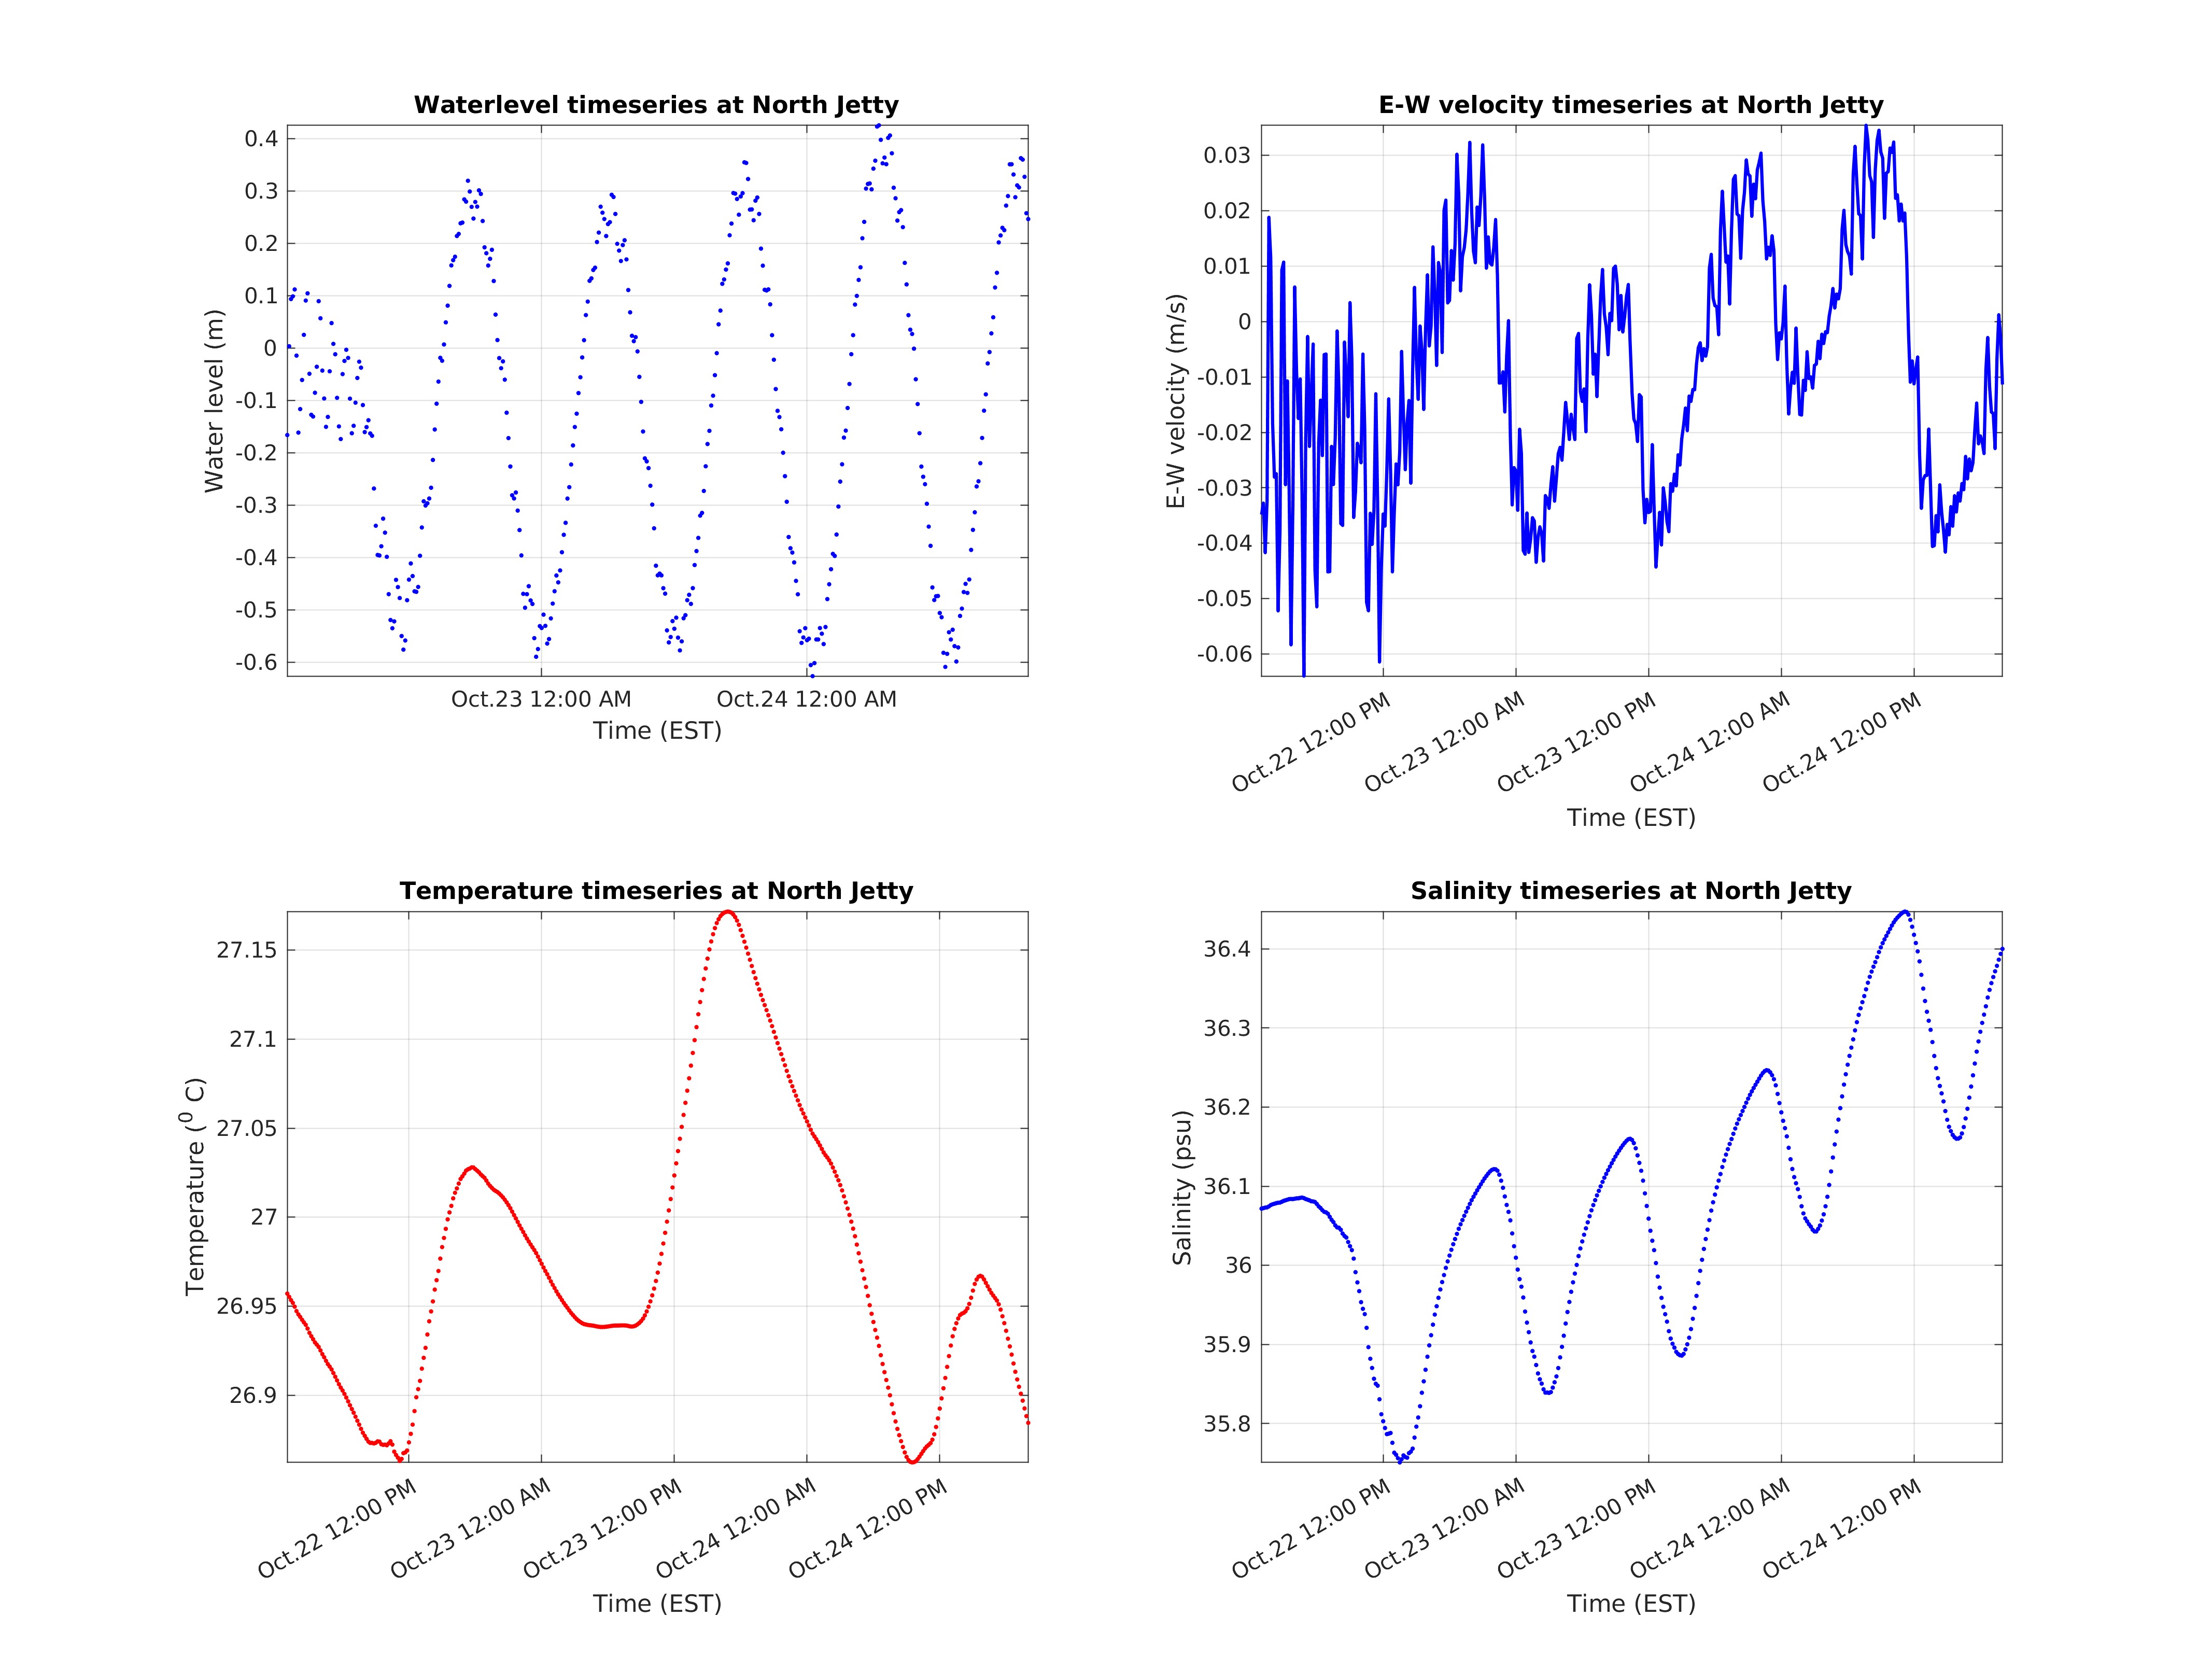 Waterlevel timeseries at North Jetty
0.4
0.3
0.2
0.1
0
-0.1
-0.2
-0.3
-0.4
-0.5
-0.6
Water level (m)
Oct.23 12:00 AM
Oct.24 12:00 AM
Time (EST)
E-W velocity timeseries at North Jetty
0.03
0.02
0.01
0
-0.01
-0.02
-0.03
-0.04
-0.05
-0.06
E-W velocity (m/s)
Oct.22 12:00 PM
Oct.23 12:00 AM
Oct.23 12:00 PM
Oct.24 12:00 AM
Oct.24 12:00 PM
Time (EST)
Temperature timeseries at North Jetty
27.15
27.1
27.05
27
26.95
26.9
Temperature (⁰ C)
Oct.22 12:00 PM
Oct.23 12:00 AM
Oct.23 12:00 PM
Oct.24 12:00 AM
Oct.24 12:00 PM
Time (EST)
Salinity timeseries at North Jetty
36.4
36.3
36.2
36.1
36
35.9
35.8
Salinity (psu)
Oct.22 12:00 PM
Oct.23 12:00 AM
Oct.23 12:00 PM
Oct.24 12:00 AM
Oct.24 12:00 PM
Time (EST)